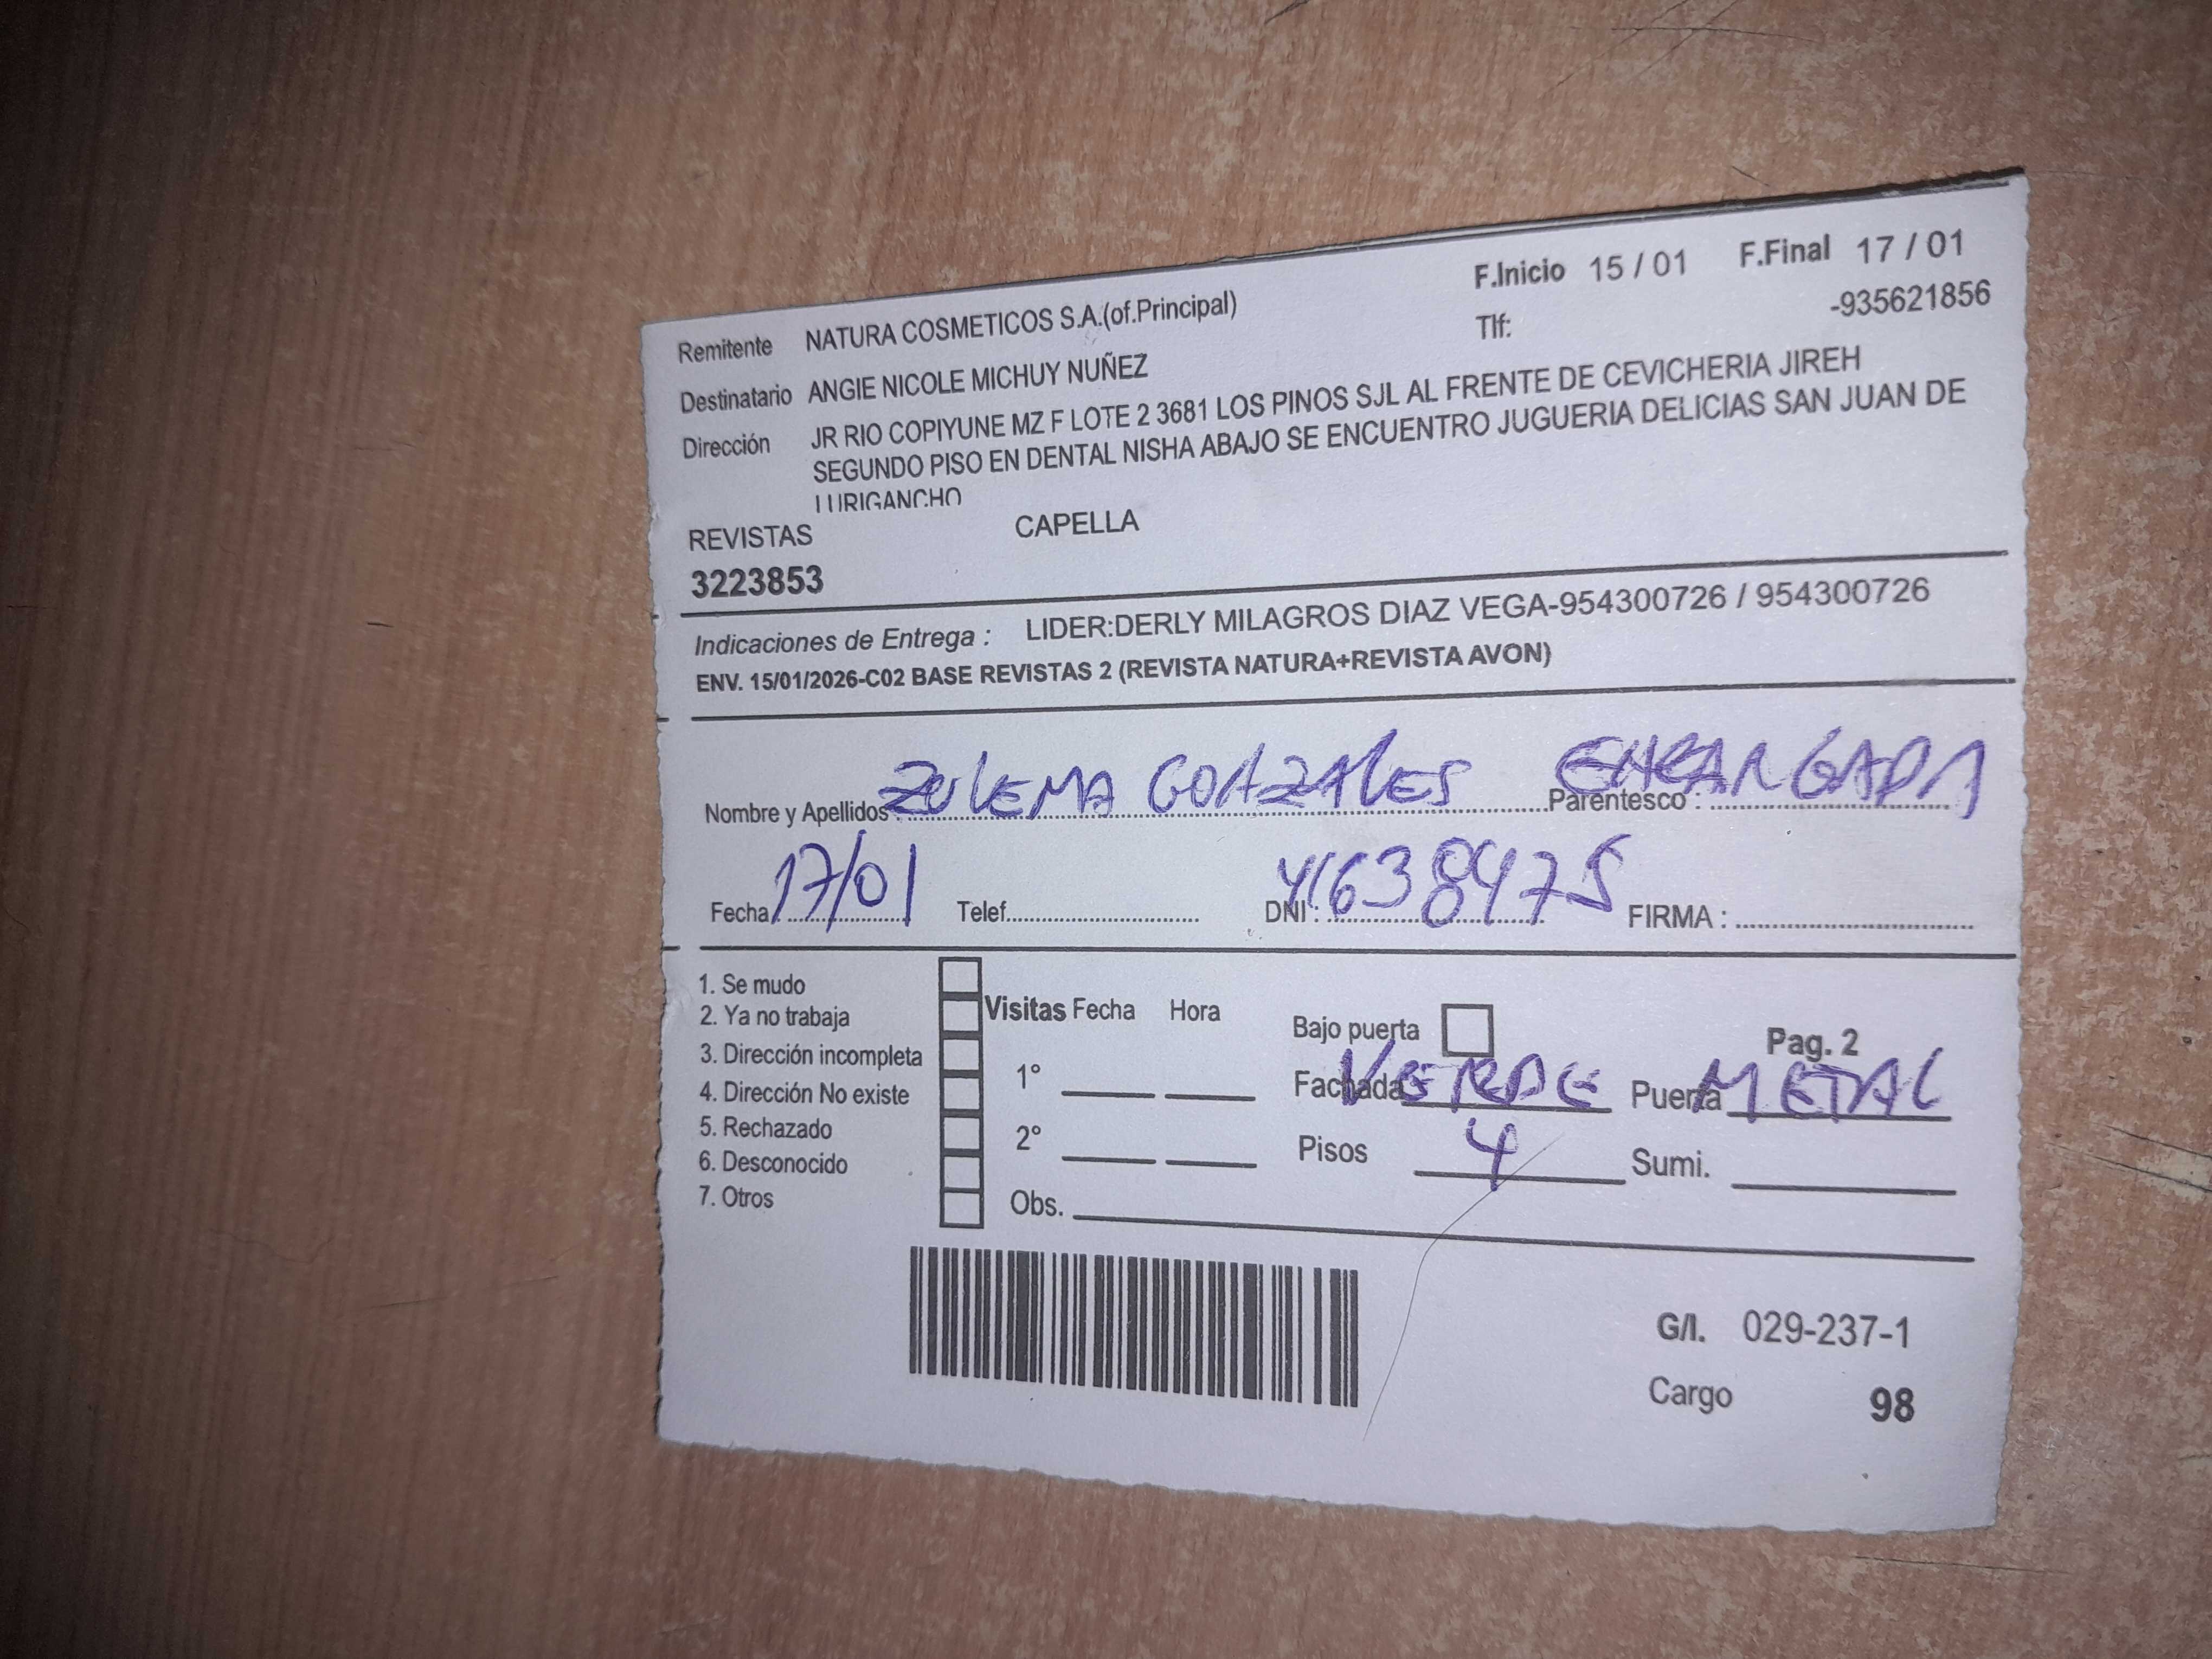 F.Inicio 15 / 01 F.Final 17 / 01
Remitente NATURA COSMETICOS S.A.(of.Principal) Tlf: -935621856
Destinatario ANGIE NICOLE MICHUY NUÑEZ
Dirección JR RIO COPIYUNE MZ F LOTE 2 3681 LOS PINOS SJL AL FRENTE DE CEVICHERIA JIREH
SEGUNDO PISO EN DENTAL NISHA ABAJO SE ENCUENTRO JUGUERIA DELICIAS SAN JUAN DE
LURIGANCHO
REVISTAS CAPELLA
3223853
Indicaciones de Entrega : LIDER:DERLY MILAGROS DIAZ VEGA-954300726 / 954300726
ENV. 15/01/2026-C02 BASE REVISTAS 2 (REVISTA NATURA+REVISTA AVON)
Nombre y Apellidos : ZULEMA GONZALES Parentesco : ENCARGADA
Fecha 17/01 Telef. DNI : 41638475 FIRMA :
1. Se mudo
2. Ya no trabaja Visitas Fecha Hora Bajo puerta Pag. 2
3. Dirección incompleta 1° Fachada VERDE Puerta METAL
4. Dirección No existe
5. Rechazado 2° Pisos 4 Sumi.
6. Desconocido
7. Otros Obs.
G/I. 029-237-1
Cargo 98